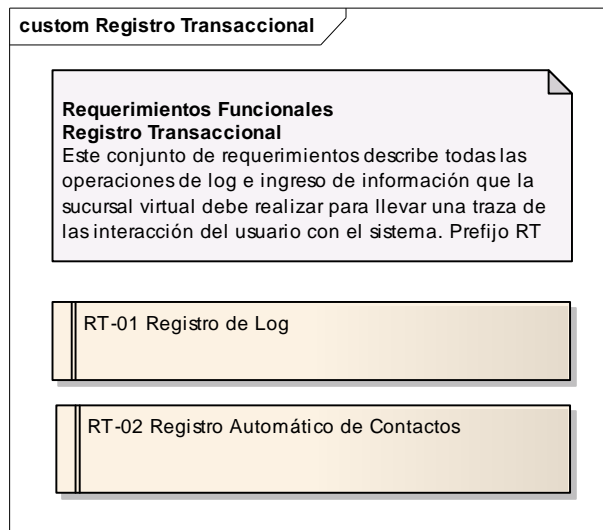 custom Registro Transaccional
Requerimientos Funcionales
Registro Transaccional
Este conjunto de requerimientos describe todas las
operaciones de log e ingreso de información que la
sucursal virtual debe realizar para llevar una traza de
las interacción del usuario con el sistema. Prefijo RT
RT-01 Registro de Log
RT-02 Registro Automático de Contactos